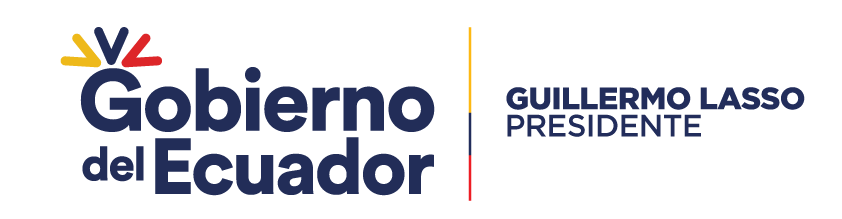 Gobierno
del Ecuador
GUILLERMO LASSO
PRESIDENTE